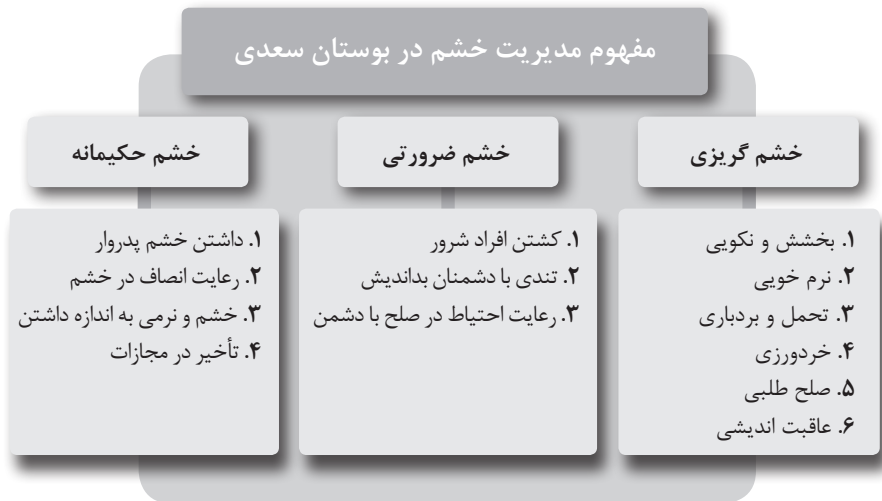 مفهوم مدیریت خشم در بوستان سعدی
خشم گریزی
۱. بخشش و نکویی
۲. نرم خویی
۳. تحمل و بردباری
۴. خردورزی
۵. صلح طلبی
۶. عاقبت اندیشی
خشم ضرورتی
۱. کشتن افراد شرور
۲. تندی با دشمنان بداندیش
۳. رعایت احتیاط در صلح با دشمن
خشم حکیمانه
۱. داشتن خشم پدروار
۲. رعایت انصاف در خشم
۳. خشم و نرمی به اندازه داشتن
۴. تأخیر در مجازات